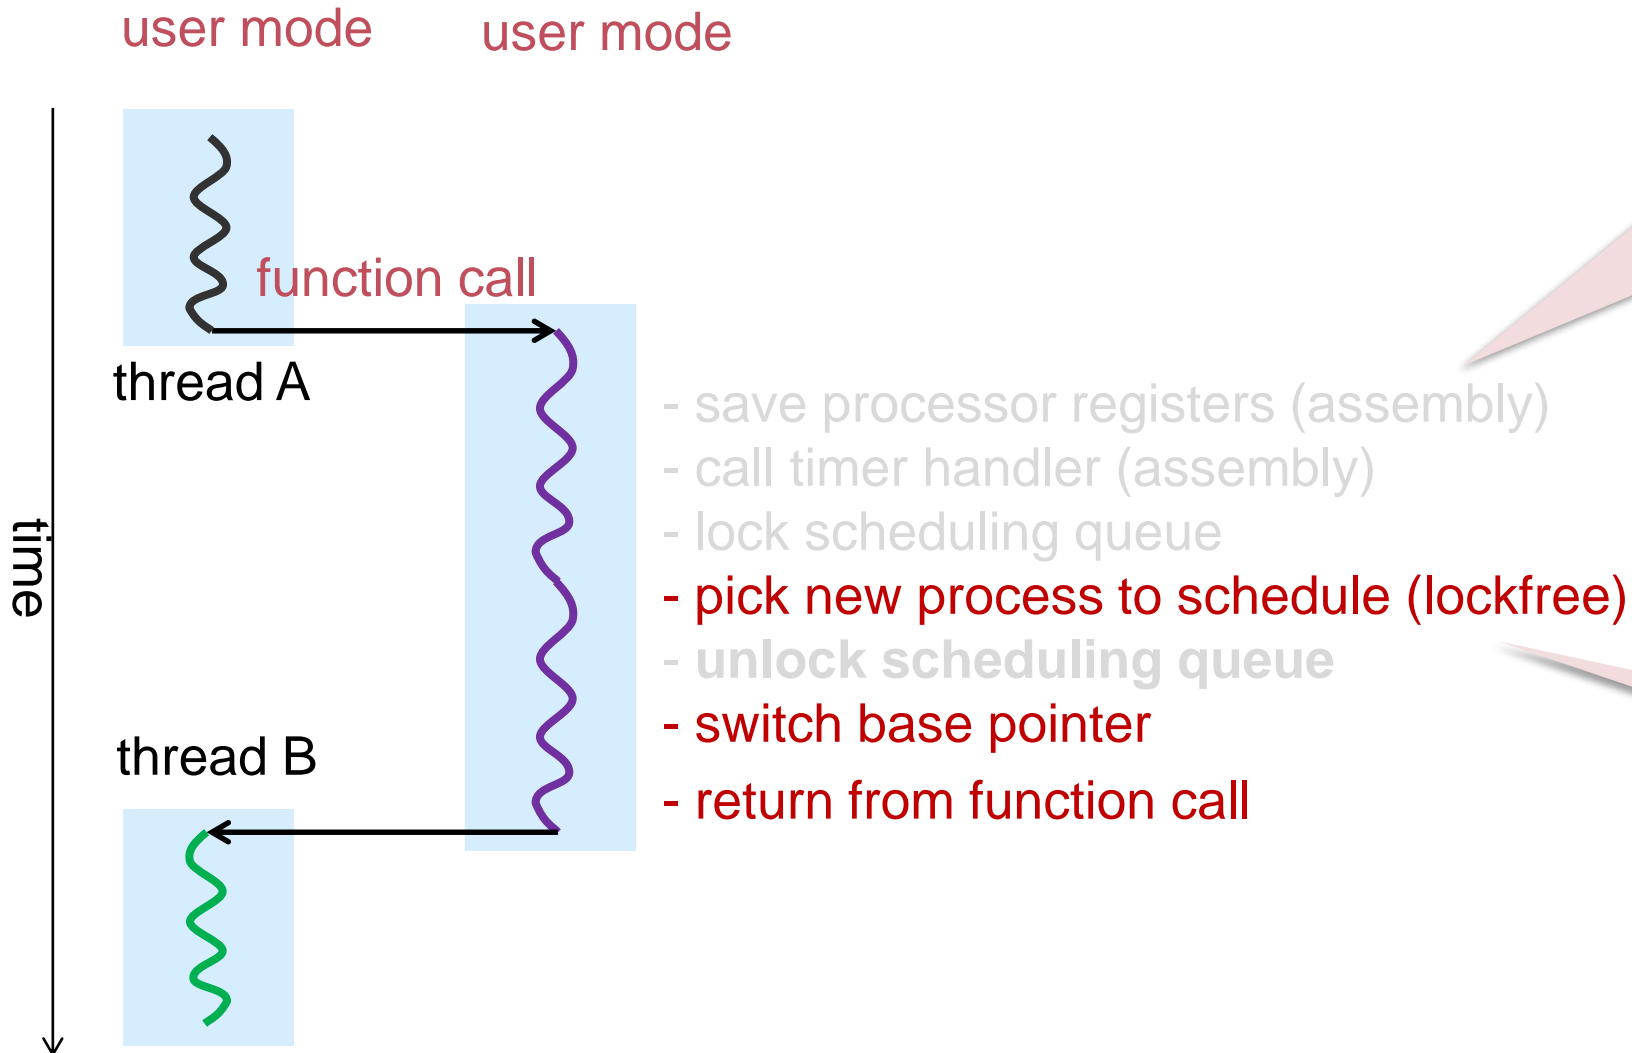 user mode
user mode
function call
thread A
- save processor registers (assembly)
- call timer handler (assembly)
- lock scheduling queue
time
- pick new process to schedule (lockfree)
- unlock scheduling queue
- switch base pointer
thread B
- return from function call